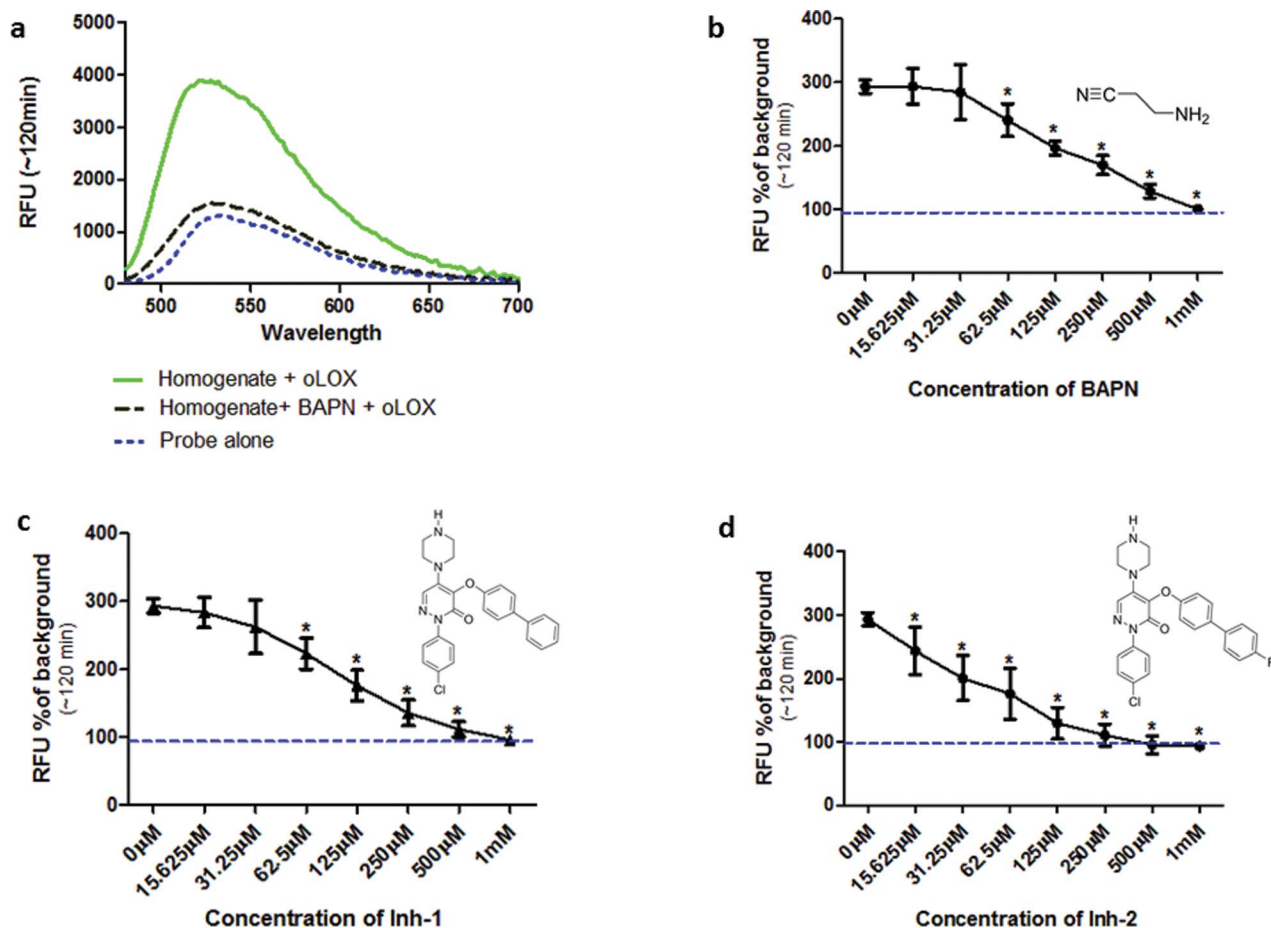 a
RFU (~120min)
5000
4000
3000
2000
1000
0
500
550
600
650
700
Wavelength
Homogenate + oLOX
Homogenate+ BAPN + oLOX
Probe alone
b
RFU %of background
(~120 min)
400
300
200
100
0
* * * * *
N≡C
NH2
0µM
15.625µM
31.25µM
62.5µM
125µM
250µM
500µM
1mM
Concentration of BAPN
c
RFU %of background
(~120 min)
400
300
200
100
0
* * * * *
H
N
N
O
N
N
O
Cl
0µM
15.625µM
31.25µM
62.5µM
125µM
250µM
500µM
1mM
Concentration of Inh-1
d
RFU %of background
(~120 min)
400
300
200
100
0
* * * * * * *
H
N
N
O
N
N
O
F
Cl
0µM
15.625µM
31.25µM
62.5µM
125µM
250µM
500µM
1mM
Concentration of Inh-2